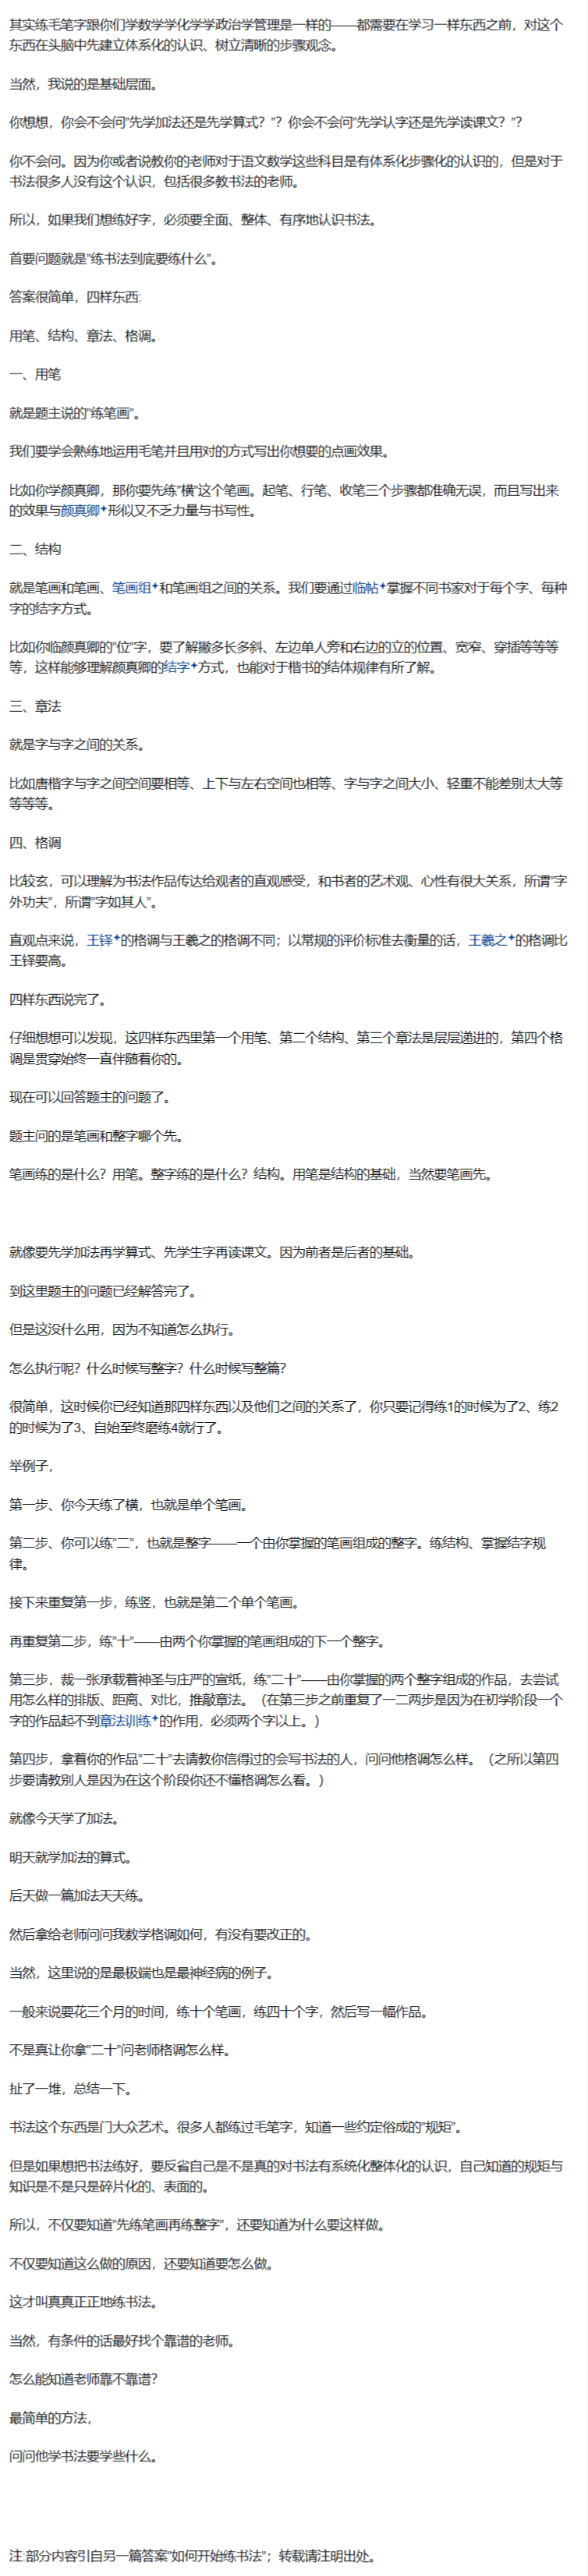 其实练毛笔字跟你们学数学学化学学政治学管理是一样的——都需要在学习一样东西之前，对这个
东西在头脑中先建立体系化的认识、树立清晰的步骤观念。
当然，我说的是基础层面。
你想想，你会不会问"先学加法还是先学算式？"？你会不会问"先学认字还是先学读课文？"？
你不会问。因为你或者说教你的老师对于语文数学这些科目是有体系化步骤化的认识的，但是对于
书法很多人没有这个认识，包括很多教书法的老师。
所以，如果我们想练好字，必须要全面、整体、有序地认识书法。
首要问题就是"练书法到底要练什么"。
答案很简单，四样东西:
用笔、结构、章法、格调。
一、用笔
就是题主说的"练笔画"。
我们要学会熟练地运用毛笔并且用对的方式写出你想要的点画效果。
比如你学颜真卿，那你要先练"横"这个笔画。起笔、行笔、收笔三个步骤都准确无误，而且写出来
的效果与颜真卿形似又不乏力量与书写性。
二、结构
就是笔画和笔画、笔画组和笔画组之间的关系。我们要通过临帖掌握不同书家对于每个字、每种
字的结字方式。
比如你临颜真卿的"位"字，要了解撇多长多斜、左边单人旁和右边的立的位置、宽窄、穿插等等等
等，这样能够理解颜真卿的结字方式，也能对于楷书的结体规律有所了解。
三、章法
就是字与字之间的关系。
比如唐楷字与字之间空间要相等、上下与左右空间也相等、字与字之间大小、轻重不能差别太大等
等等等。
四、格调
比较玄，可以理解为书法作品传达给观者的直观感受，和书者的艺术观、心性有很大关系，所谓"字
外功夫"，所谓"字如其人"。
直观点来说，王铎的格调与王羲之的格调不同；以常规的评价标准去衡量的话，王羲之的格调比
王铎要高。
四样东西说完了。
仔细想想可以发现，这四样东西里第一个用笔、第二个结构、第三个章法是层层递进的，第四个格
调是贯穿始终一直伴随着你的。
现在可以回答题主的问题了。
题主问的是笔画和整字哪个先。
笔画练的是什么？用笔。整字练的是什么？结构。用笔是结构的基础，当然要笔画先。
就像要先学加法再学算式、先学生字再读课文。因为前者是后者的基础。
到这里题主的问题已经解答完了。
但是这没什么用，因为不知道怎么执行。
怎么执行呢？什么时候写整字？什么时候写整篇？
很简单，这时候你已经知道那四样东西以及他们之间的关系了，你只要记得练1的时候为了2、练2
的时候为了3、自始至终磨练4就行了。
举例子，
第一步、你今天练了横，也就是单个笔画。
第二步、你可以练"二"，也就是整字——一个由你掌握的笔画组成的整字。练结构、掌握结字规
律。
接下来重复第一步，练竖，也就是第二个单个笔画。
再重复第二步，练"十"——由两个你掌握的笔画组成的下一个整字。
第三步，裁一张承载着神圣与庄严的宣纸，练"二十"——由你掌握的两个整字组成的作品，去尝试
用怎么样的排版、距离、对比，推敲章法。（在第三步之前重复了一二两步是因为在初学阶段一个
字的作品起不到章法训练的作用，必须两个字以上。）
第四步，拿着你的作品"二十"去请教你信得过的会写书法的人，问问他格调怎么样。（之所以第四
步要请教别人是因为在这个阶段你还不懂格调怎么看。）
就像今天学了加法。
明天就学加法的算式。
后天做一篇加法天天练。
然后拿给老师问问我数学格调如何，有没有要改正的。
当然，这里说的是最极端也是最神经病的例子。
一般来说要花三个月的时间，练十个笔画，练四十个字，然后写一幅作品。
不是真让你拿"二十"问老师格调怎么样。
扯了一堆，总结一下。
书法这个东西是门大众艺术。很多人都练过毛笔字，知道一些约定俗成的"规矩"。
但是如果想把书法练好，要反省自己是不是真的对书法有系统化整体化的认识，自己知道的规矩与
知识是不是只是碎片化的、表面的。
所以，不仅要知道"先练笔画再练整字"，还要知道为什么要这样做。
不仅要知道这么做的原因，还要知道要怎么做。
这才叫真真正正地练书法。
当然，有条件的话最好找个靠谱的老师。
怎么能知道老师靠不靠谱？
最简单的方法，
问问他学书法要学些什么。
注:部分内容引自另一篇答案"如何开始练书法"；转载请注明出处。